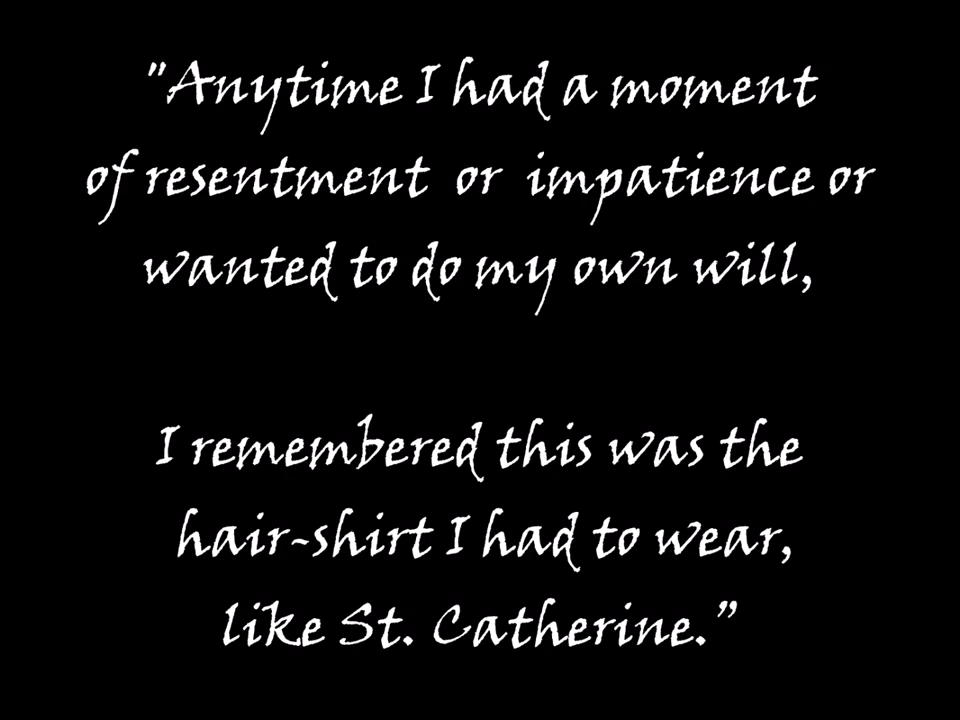 "Anytime I had a moment
of resentment or impatience or
wanted to do my own will,
I remembered this was the
hair-shirt I had to wear,
like St. Catherine.”